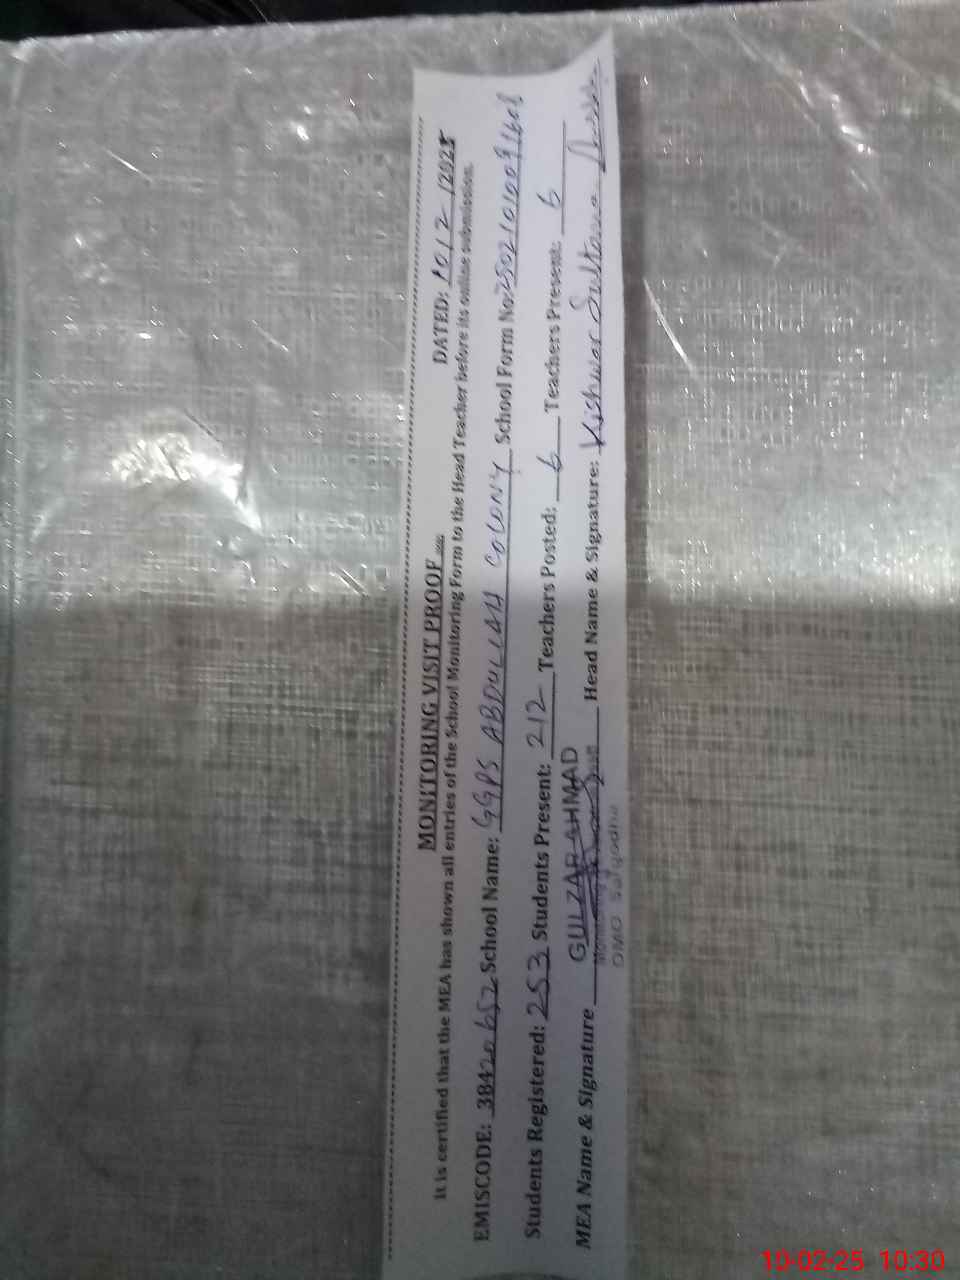 MONITORING VISIT PROOF
DATED: 10/2/2025
It is certified that the MEA has shown all entries of the School Monitoring Form to the Head Teacher before its online submission.
EMISCODE: 38420652 School Name: GGPS ABDULLAH COLONY School Form No:
Students Registered: 253 Students Present: 212 Teachers Posted: 6 Teachers Present: 6
MEA Name & Signature GULZAR AHMAD Head Name & Signature: Kishwar Sultana
DMO Sargodha
10-02-25 10:30